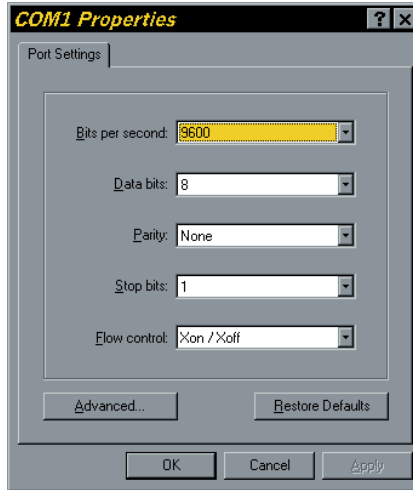 COM1 Properties ? X
Port Settings
Bits per second: 9600
Data bits: 8
Parity: None
Stop bits: 1
Flow control: Xon / Xoff
Advanced... Restore Defaults
OK Cancel Apply